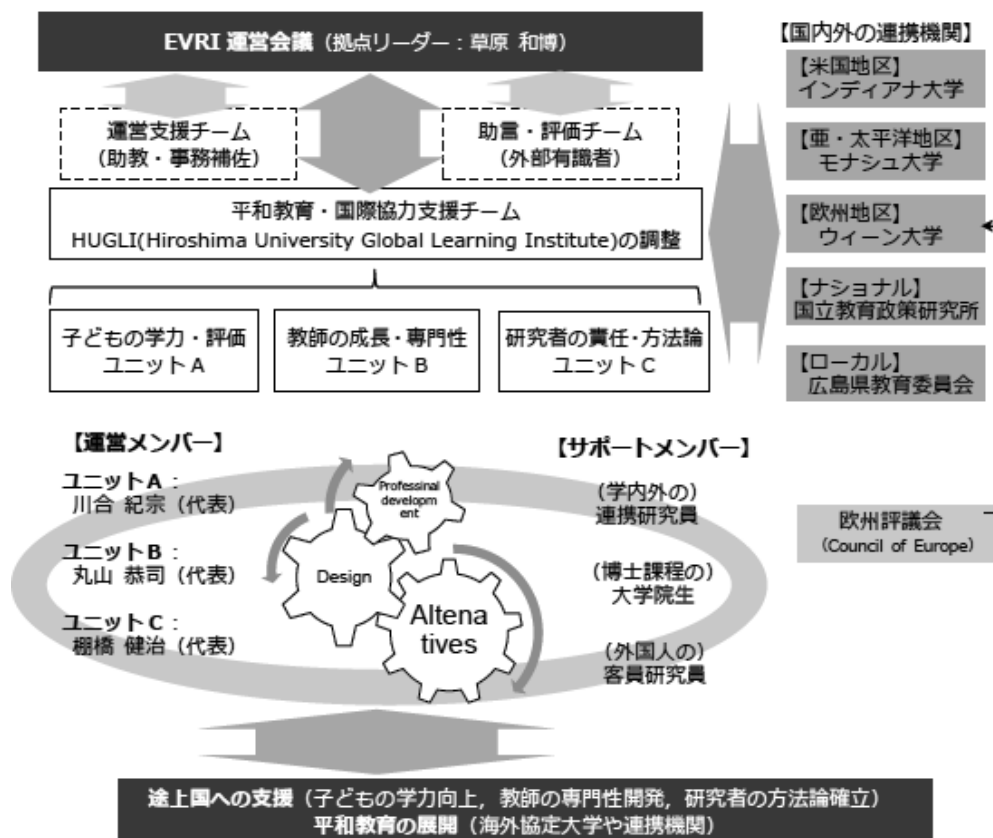 EVRI 運営会議（拠点リーダー：草原 和博）
運営支援チーム
（助教・事務補佐）
助言・評価チーム
（外部有識者）
平和教育・国際協力支援チーム
HUGLI(Hiroshima University Global Learning Institute)の調整
子どもの学力・評価
ユニット A
教師の成長・専門性
ユニット B
研究者の責任・方法論
ユニット C
【国内外の連携機関】
【米国地区】
インディアナ大学
【亜・太平洋地区】
モナシュ大学
【欧州地区】
ウィーン大学
【ナショナル】
国立教育政策研究所
【ローカル】
広島県教育委員会
欧州評議会
（Council of Europe）
【運営メンバー】
ユニットA：
川合 紀宗（代表）
ユニットB：
丸山 恭司（代表）
ユニットC：
棚橋 健治（代表）
Professinal
developm
ent
Design
Altena
tives
【サポートメンバー】
（学内外の）
連携研究員
（博士課程の）
大学院生
（外国人の）
客員研究員
途上国への支援（子どもの学力向上，教師の専門性開発，研究者の方法論確立）
平和教育の展開（海外協定大学や連携機関）